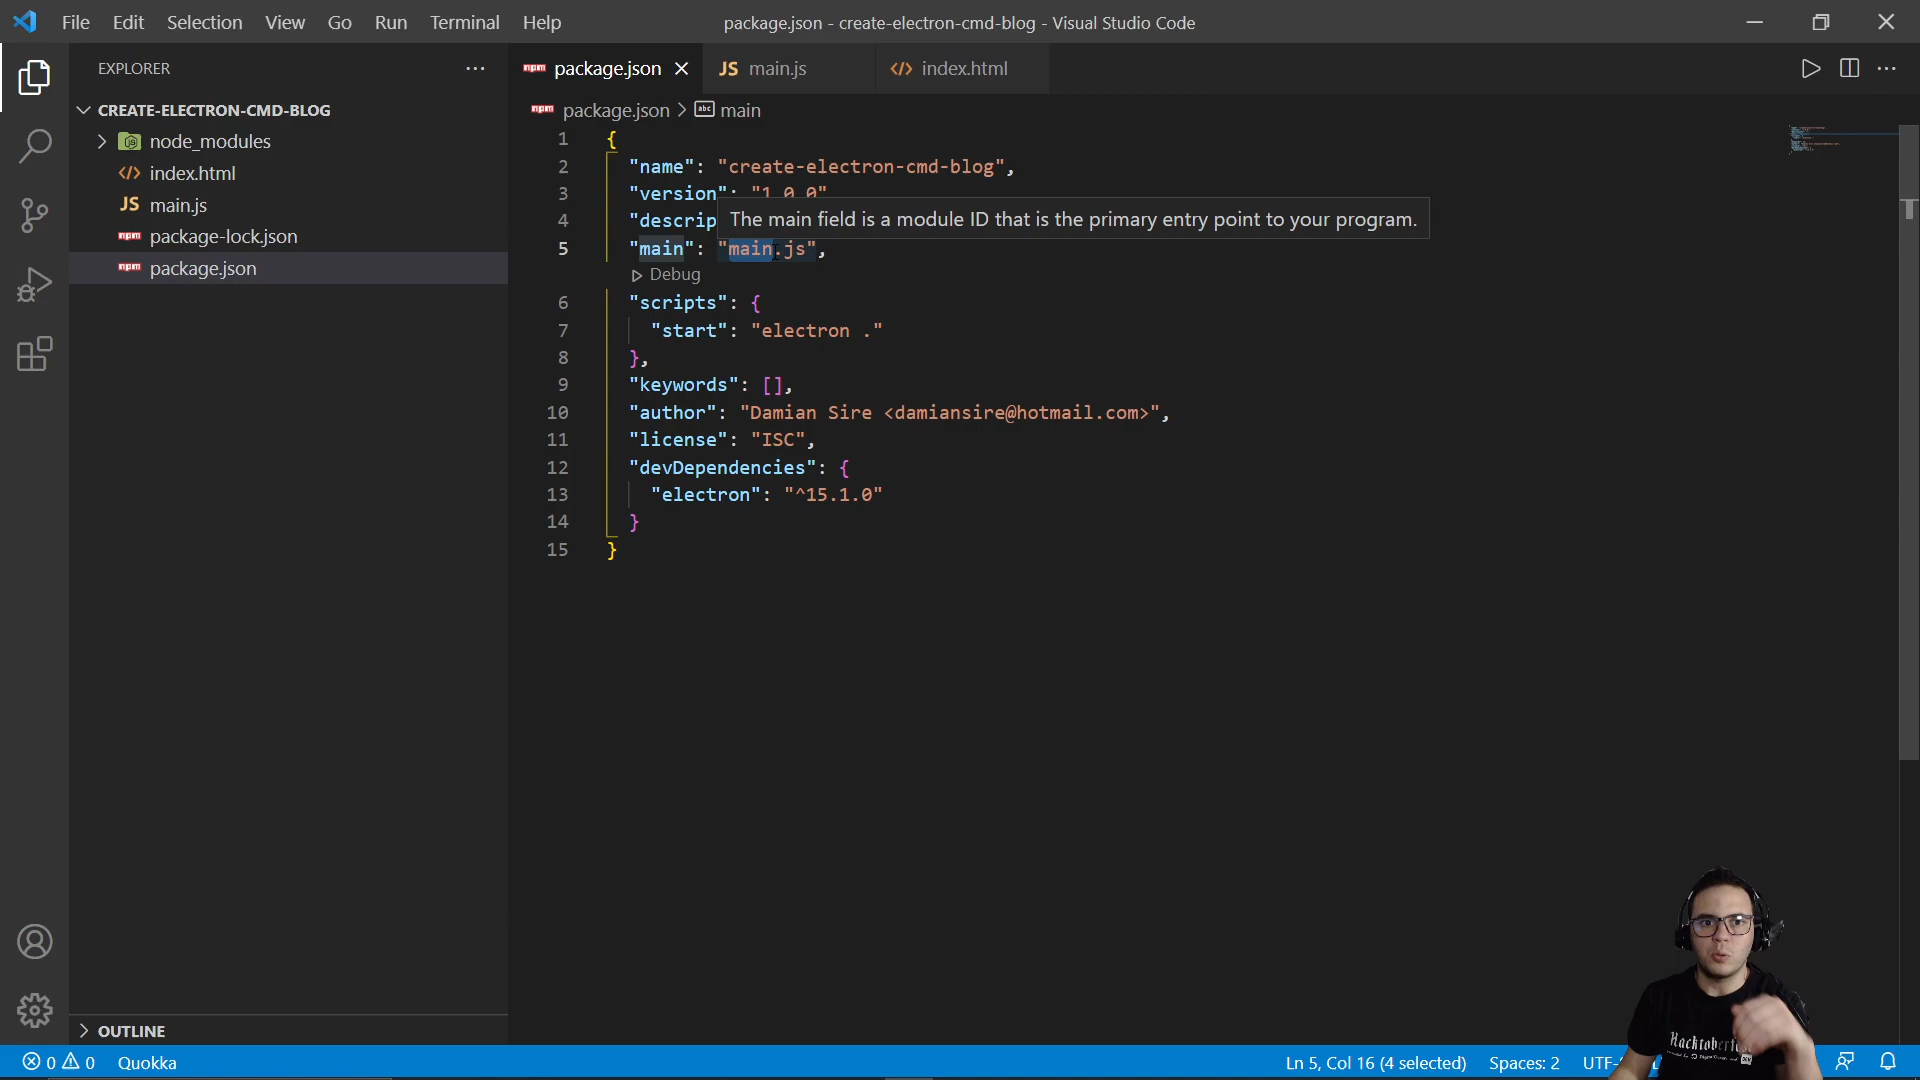 File Edit Selection View Go Run Terminal Help
package.json - create-electron-cmd-blog - Visual Studio Code
EXPLORER
CREATE-ELECTRON-CMD-BLOG
node_modules
index.html
JS main.js
package-lock.json
package.json
OUTLINE
package.json JS main.js index.html
package.json > abc main
1 {
2 "name": "create-electron-cmd-blog",
3 "version": "1.0.0"
4 "descrip
The main field is a module ID that is the primary entry point to your program.
5 "main": "main.js",
Debug
6 "scripts": {
7 "start": "electron ."
8 },
9 "keywords": [],
10 "author": "Damian Sire <damiansire@hotmail.com>",
11 "license": "ISC",
12 "devDependencies": {
13 "electron": "^15.1.0"
14 }
15 }
0 0 Quokka
Ln 5, Col 16 (4 selected) Spaces: 2 UTF-